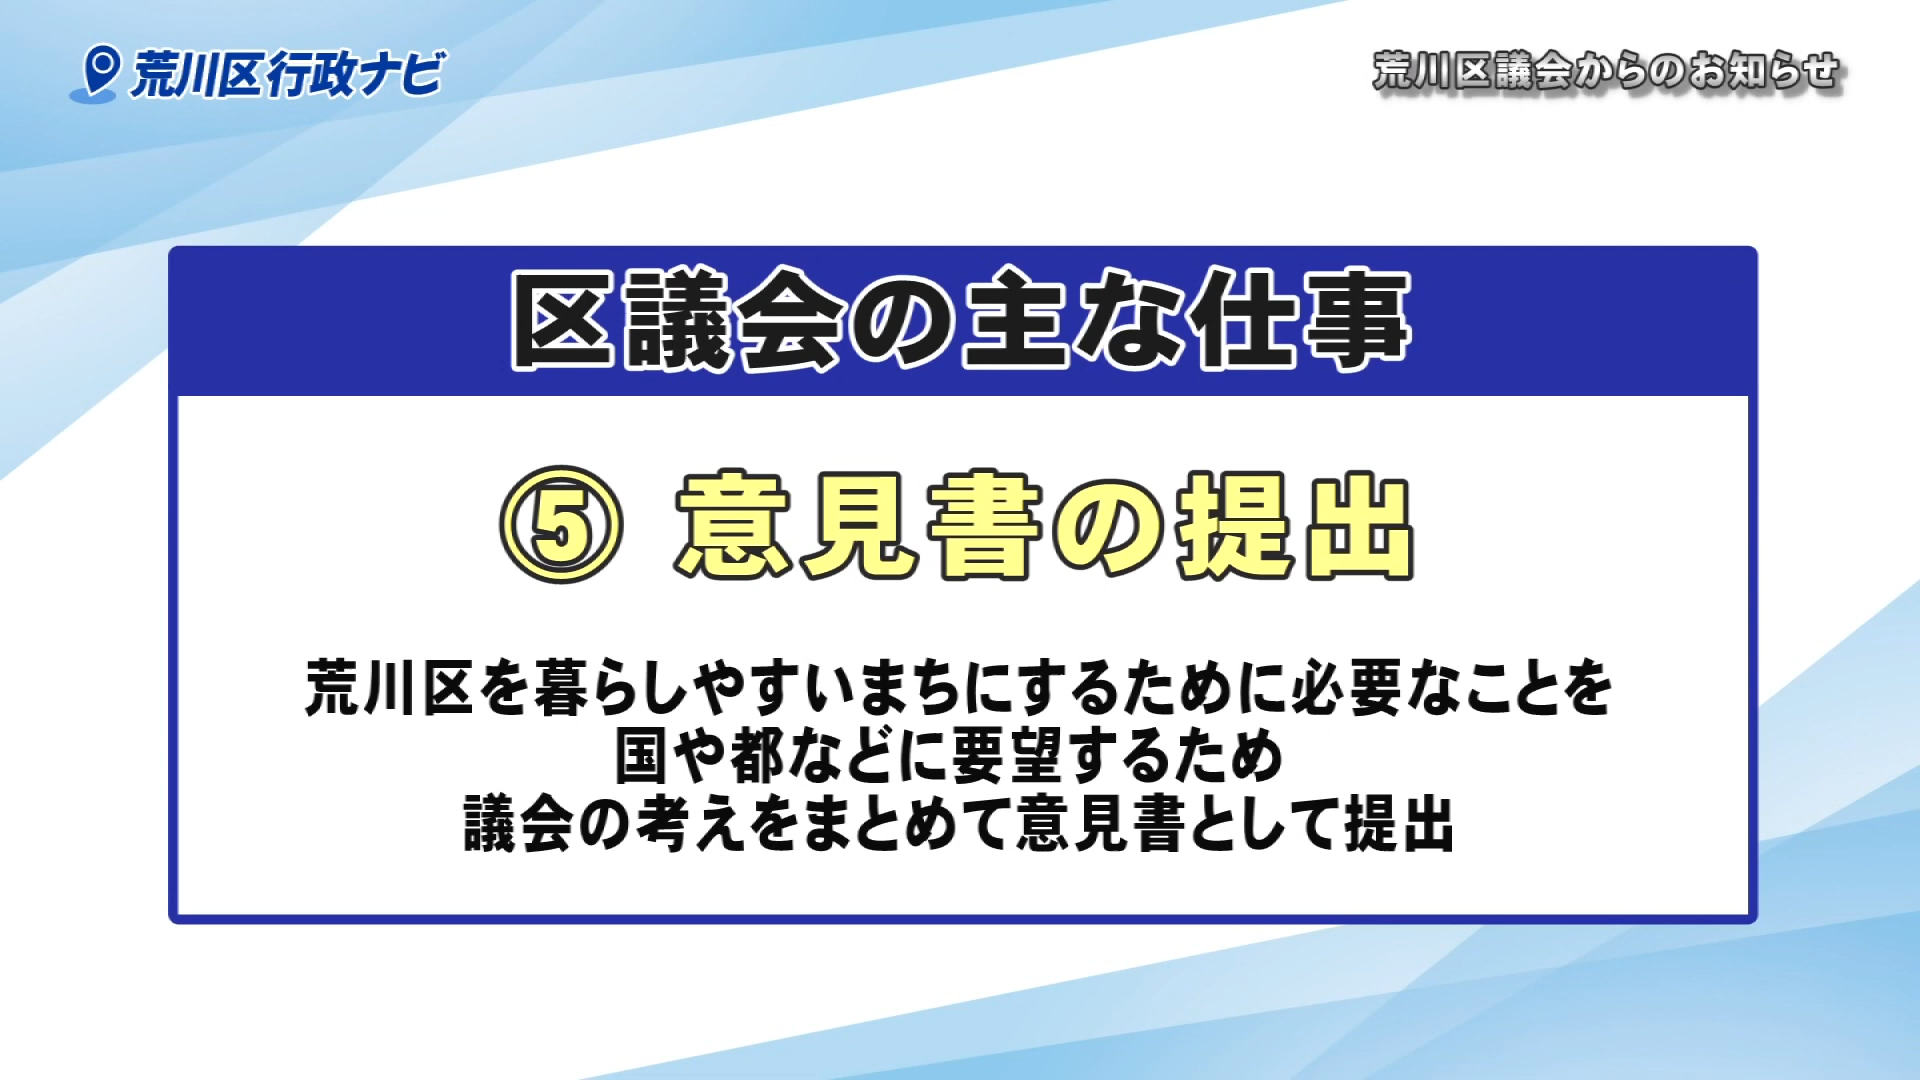 荒川区行政ナビ
荒川区議会からのお知らせ
区議会の主な仕事
⑤ 意見書の提出
荒川区を暮らしやすいまちにするために必要なことを
国や都などに要望するため
議会の考えをまとめて意見書として提出